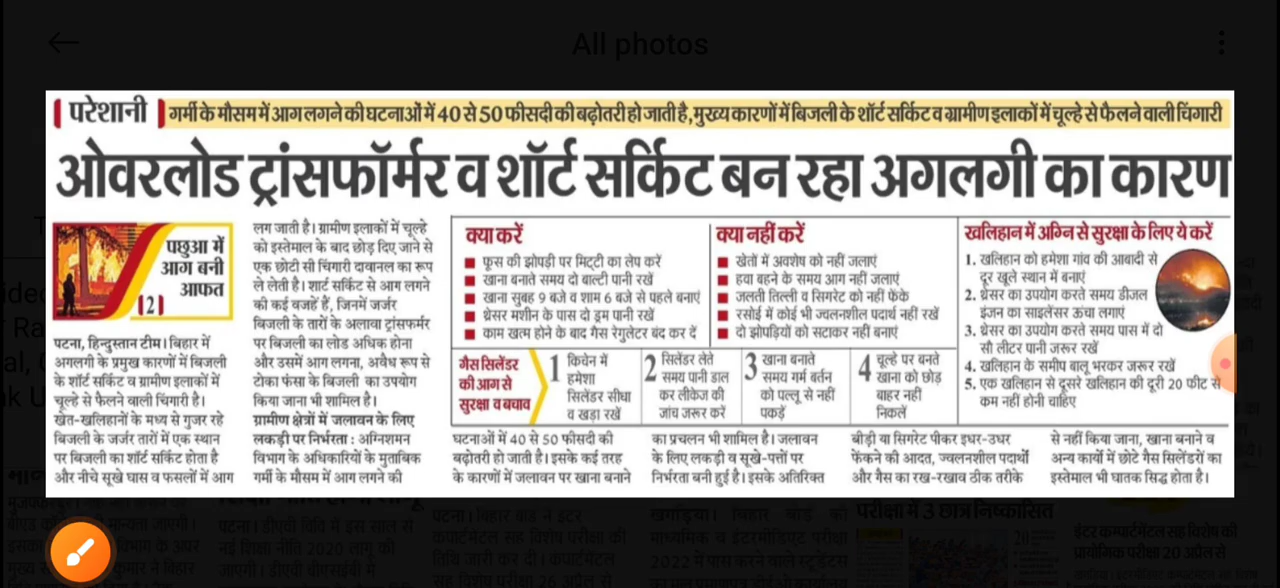 All photos
परेशानी
गर्मी के मौसम में आग लगने की घटनाओं में 40 से 50 फीसदी की बढ़ोतरी हो जाती है, मुख्य कारणों में बिजली के शॉर्ट सर्किट व ग्रामीण इलाकों में चूल्हे से फैलने वाली चिंगारी
ओवरलोड ट्रांसफॉर्मर व शॉर्ट सर्किट बन रहा अगलगी का कारण
पछुआ में
आग बनी
आफत
2
पटना, हिन्दुस्तान टीम। बिहार में
अगलगी के प्रमुख कारणों में बिजली
के शॉर्ट सर्किट व ग्रामीण इलाकों में
चूल्हे से फैलने वाली चिंगारी है।
खेत-खलिहानों के मध्य से गुजर रहे
बिजली के जर्जर तारों में एक स्थान
पर बिजली का शॉर्ट सर्किट होता है
और नीचे सूखे घास व फसलों में आग
लग जाती है। ग्रामीण इलाकों में चूल्हे
को इस्तेमाल के बाद छोड़ दिए जाने से
एक छोटी सी चिंगारी दावानल का रूप
ले लेती है। शार्ट सर्किट से आग लगने
की कई वजहें हैं, जिनमें जर्जर
बिजली के तारों के अलावा ट्रांसफर्मर
पर बिजली का लोड अधिक होना
और उसमें आग लगना, अवैध रूप से
टोका फंसा के बिजली का उपयोग
किया जाना भी शामिल है।
ग्रामीण क्षेत्रों में जलावन के लिए
लकड़ी पर निर्भरता : अग्निशमन
विभाग के अधिकारियों के मुताबिक
गर्मी के मौसम में आग लगने की
क्या करें
फूस की झोपड़ी पर मिट्टी का लेप करें
खाना बनाते समय दो बाल्टी पानी रखें
खाना सुबह 9 बजे व शाम 6 बजे से पहले बनाएं
थ्रेसर मशीन के पास दो ड्रम पानी रखें
काम खत्म होने के बाद गैस रेगुलेटर बंद कर दें
क्या नहीं करें
खेतों में अवशेष को नहीं जलाएं
हवा बहने के समय आग नहीं जलाएं
जलती तिल्ली व सिगरेट को नहीं फेंके
रसोई में कोई भी ज्वलनशील पदार्थ नहीं रखें
दो झोपड़ियों को सटाकर नहीं बनाएं
खलिहान में अग्नि से सुरक्षा के लिए ये करें
1. खलिहान को हमेशा गांव की आबादी से
दूर खुले स्थान में बनाएं
2. थ्रेसर का उपयोग करते समय डीजल
इंजन का साइलेंसर ऊंचा लगाएं
3. थ्रेसर का उपयोग करते समय पास में दो
सौ लीटर पानी जरूर रखें
4. खलिहान के समीप बालू भरकर जरूर रखें
5. एक खलिहान से दूसरे खलिहान की दूरी 20 फीट से
कम नहीं होनी चाहिए
गैस सिलेंडर
की आग से
सुरक्षा व बचाव
1 किचेन में
हमेशा
सिलेंडर सीधा
व खड़ा रखें
2 सिलेंडर लेते
समय पानी डाल
कर लीकेज की
जांच जरूर करें
3 खाना बनाते
समय गर्म बर्तन
को पल्लू से नहीं
पकड़ें
4 चूल्हे पर बनते
खाना को छोड़
बाहर नहीं
निकलें
घटनाओं में 40 से 50 फीसदी की
बढ़ोतरी हो जाती है। इसके कई तरह
के कारणों में जलावन पर खाना बनाने
का प्रचलन भी शामिल है। जलावन
के लिए लकड़ी व सूखे-पत्तों पर
निर्भरता बनी हुई है। इसके अतिरिक्त
बीड़ी या सिगरेट पीकर इधर-उधर
फेंकने की आदत, ज्वलनशील पदार्थों
और गैस का रख-रखाव ठीक तरीके
से नहीं किया जाना, खाना बनाने व
अन्य कार्यों में छोटे गैस सिलेंडरों का
इस्तेमाल भी घातक सिद्ध होता है।
परीक्षा में 3 छात्र निष्कासित
इंटर कम्पार्टमेंटल सह विशेष की
प्रायोगिक परीक्षा 20 अप्रैल से